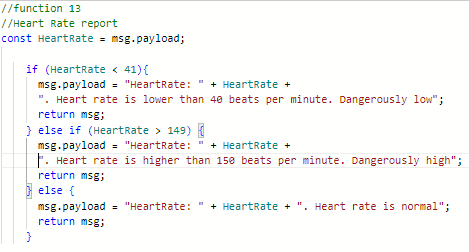 //function 13
//Heart Rate report
const HeartRate = msg.payload;
if (HeartRate < 41){
msg.payload = "HeartRate: " + HeartRate +
". Heart rate is lower than 40 beats per minute. Dangerously low";
return msg;
} else if (HeartRate > 149) {
msg.payload = "HeartRate: " + HeartRate +
". Heart rate is higher than 150 beats per minute. Dangerously high";
return msg;
} else {
msg.payload = "HeartRate: " + HeartRate + ". Heart rate is normal";
return msg;
}